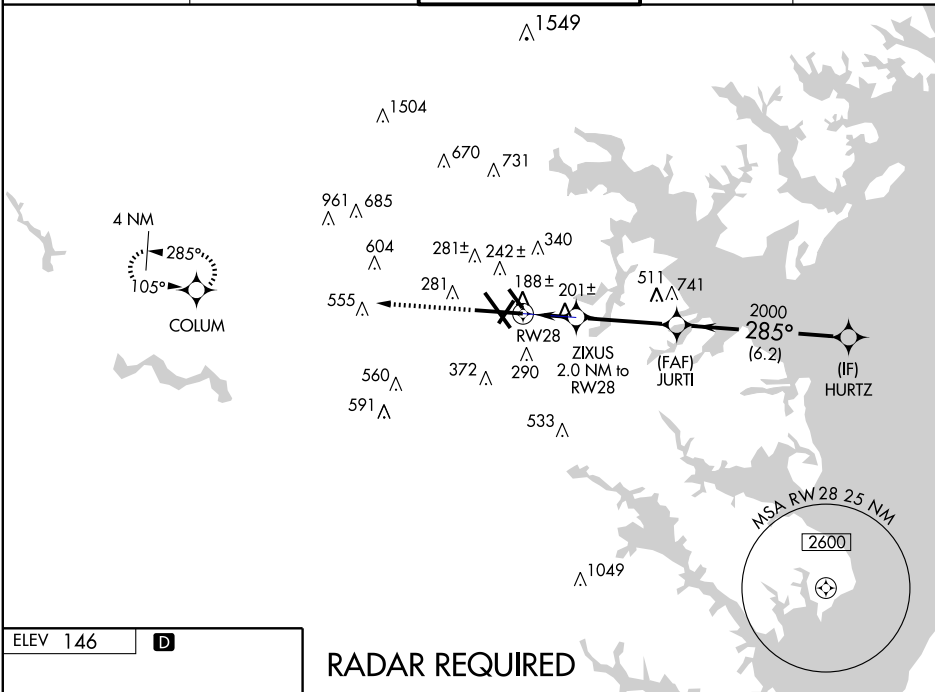 1549
1504
670
731
961
685
4 NM
285°
604
281±
242±
340
105°
281
188±
511
741
201±
555
2000
COLUM
RW28
285°
ZIXUS
(6.2)
2.0 NM to
RW28
(FAF)
JURTI
(IF)
HURTZ
290
372
560
591
533
MSA RW28 25 NM
2600
1049
ELEV 146
D
RADAR REQUIRED